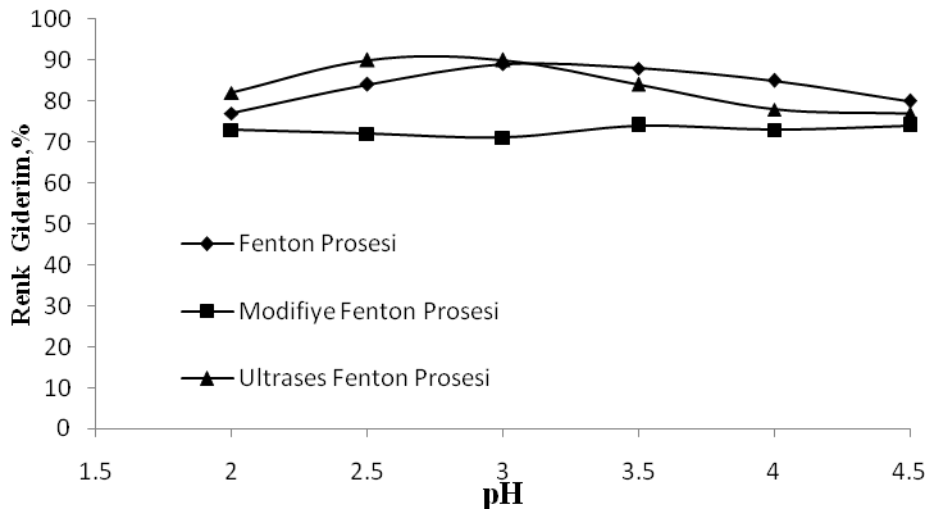 100
90
80
70
60
50
40
30
20
10
0
Renk Giderim,%
Fenton Prosesi
Modifiye Fenton Prosesi
Ultrases Fenton Prosesi
1.5 2 2.5 3 3.5 4 4.5
pH